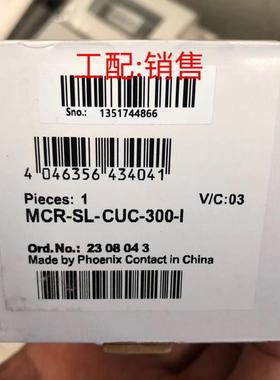 工配:销售
Sno.: 1351744866
4 046356 434041
Pieces: 1 V/C:03
MCR-SL-CUC-300-I
Ord.No.: 23 08 04 3
Made by Phoenix Contact in China